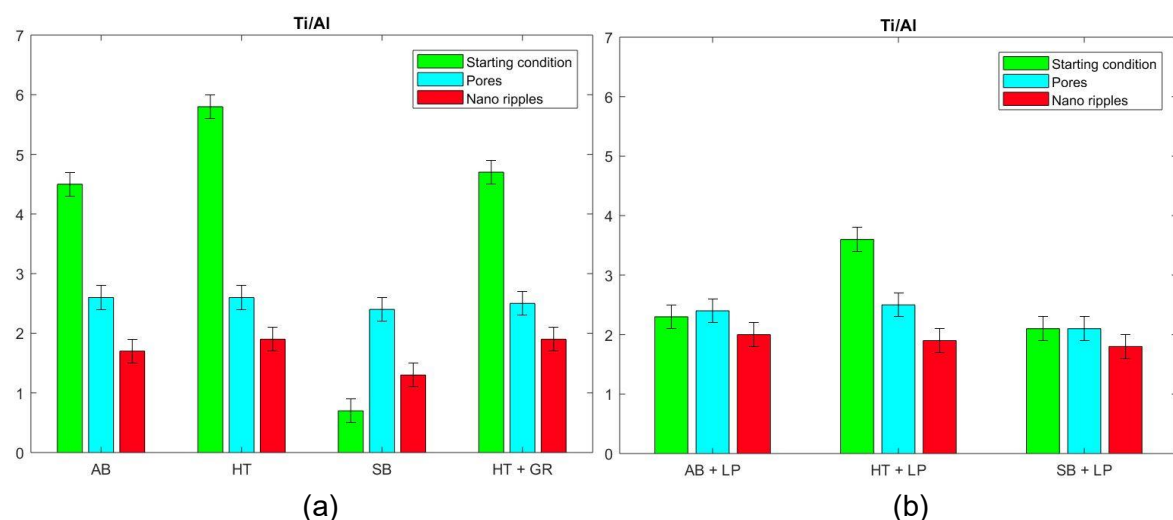 Ti/Al
7
6
5
4
3
2
1
0
Starting condition
Pores
Nano ripples
AB
HT
SB
HT + GR
(a)
Ti/Al
7
6
5
4
3
2
1
0
Starting condition
Pores
Nano ripples
AB + LP
HT + LP
SB + LP
(b)